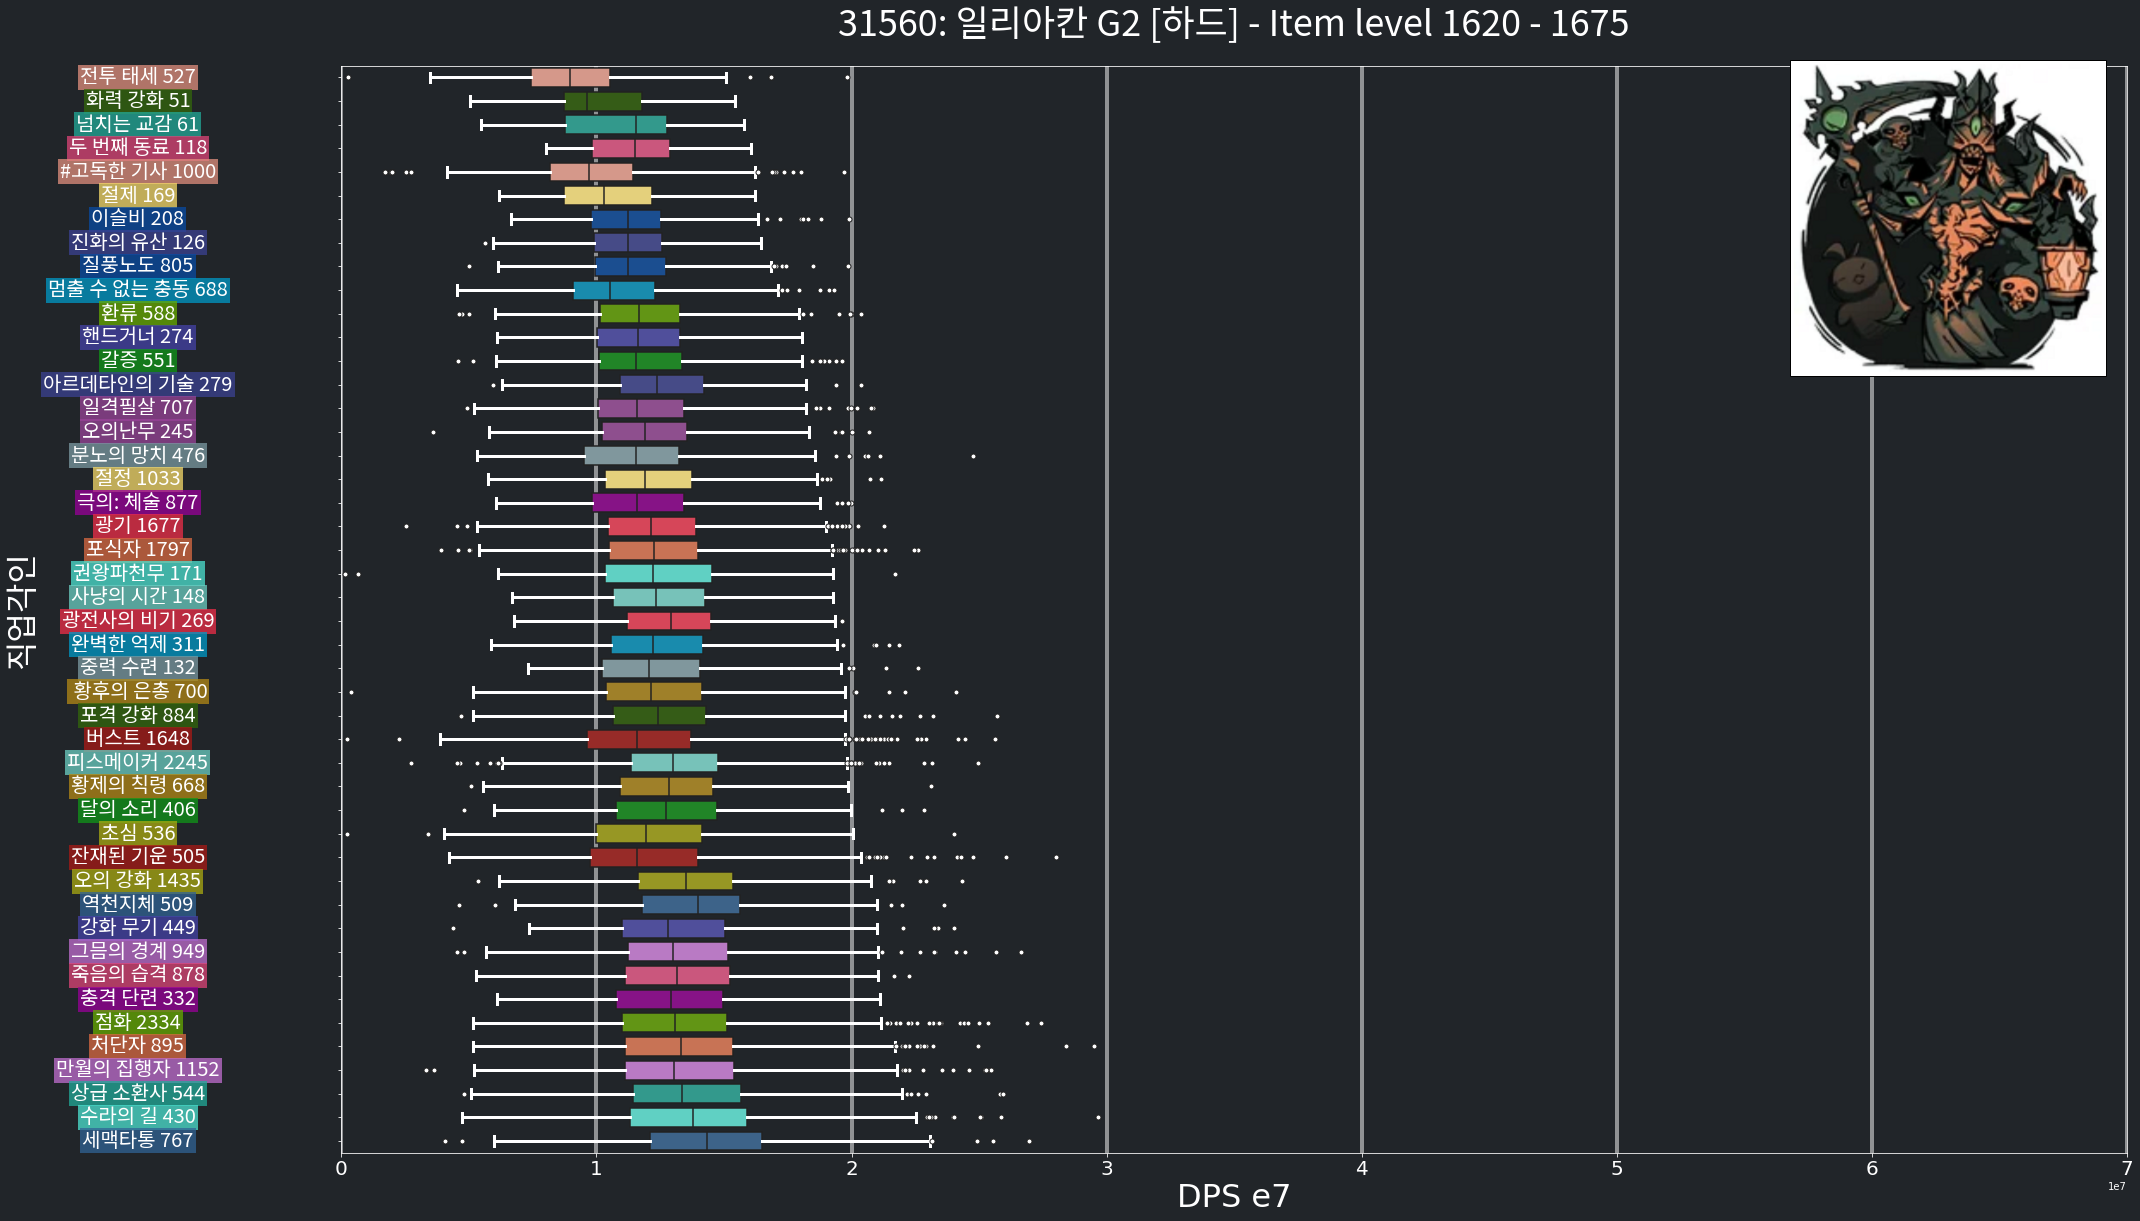 31560: 일리아칸 G2 [하드] - Item level 1620 - 1675
직업각인
전투 태세 527
화력 강화 51
넘치는 교감 61
두 번째 동료 118
#고독한 기사 1000
절제 169
이슬비 208
진화의 유산 126
질풍노도 805
멈출 수 없는 충동 688
환류 588
핸드거너 274
갈증 551
아르데타인의 기술 279
일격필살 707
오의난무 245
분노의 망치 476
절정 1033
극의: 체술 877
광기 1677
포식자 1797
권왕파천무 171
사냥의 시간 148
광전사의 비기 269
완벽한 억제 311
중력 수련 132
황후의 은총 700
포격 강화 884
버스트 1648
피스메이커 2245
황제의 칙령 668
달의 소리 406
초심 536
잔재된 기운 505
오의 강화 1435
역천지체 509
강화 무기 449
그믐의 경계 949
죽음의 습격 878
충격 단련 332
점화 2334
처단자 895
만월의 집행자 1152
상급 소환사 544
수라의 길 430
세맥타통 767
0 1 2 3 4 5 6 7
1e7
DPS e7